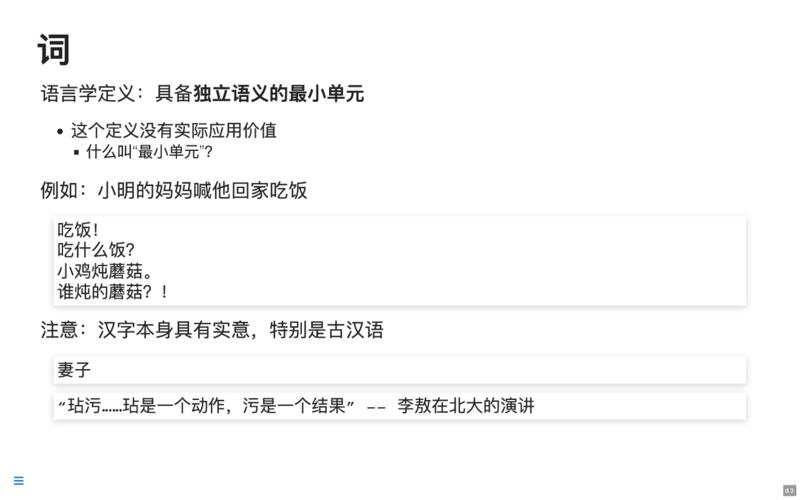 词
语言学定义：具备独立语义的最小单元
• 这个定义没有实际应用价值
▪ 什么叫“最小单元”？
例如：小明的妈妈喊他回家吃饭
吃饭！
吃什么饭？
小鸡炖蘑菇。
谁炖的蘑菇？！
注意：汉字本身具有实意，特别是古汉语
妻子
“玷污……玷是一个动作，污是一个结果” -- 李敖在北大的演讲
6.3